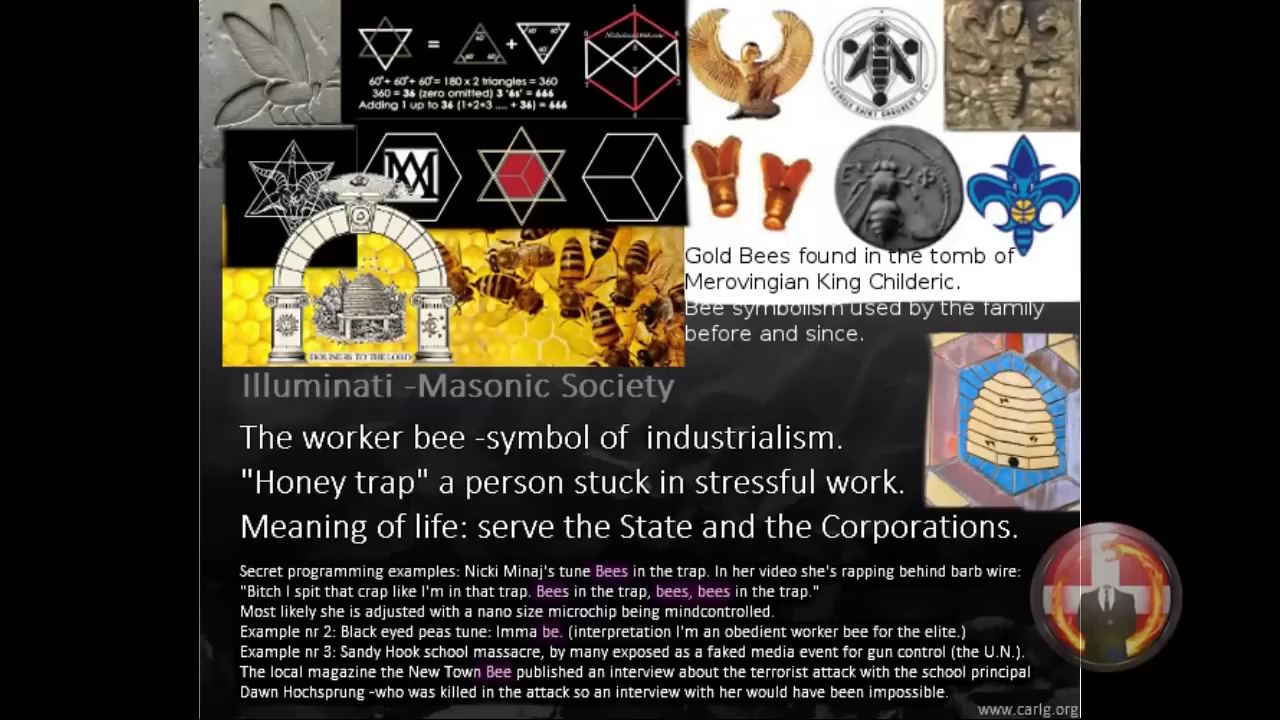 60° 60° 60°
= +
60°+ 60°+ 60°= 180 x 2 triangles = 360
360 = 36 (zero omitted) 3 '6s' = 666
Adding 1 up to 36 (1+2+3 .... + 36) = 666
Gold Bees found in the tomb of
Merovingian King Childeric.
Bee symbolism used by the family
before and since.
HOLINESS TO THE LORD
Illuminati -Masonic Society
The worker bee -symbol of industrialism.
"Honey trap" a person stuck in stressful work.
Meaning of life: serve the State and the Corporations.
Secret programming examples: Nicki Minaj's tune Bees in the trap. In her video she's rapping behind barb wire:
"Bitch I spit that crap like I'm in that trap. Bees in the trap, bees, bees in the trap."
Most likely she is adjusted with a nano size microchip being mindcontrolled.
Example nr 2: Black eyed peas tune: Imma be. (interpretation I'm an obedient worker bee for the elite.)
Example nr 3: Sandy Hook school massacre, by many exposed as a faked media event for gun control (the U.N.).
The local magazine the New Town Bee published an interview about the terrorist attack with the school principal
Dawn Hochsprung -who was killed in the attack so an interview with her would have been impossible.
www.carlg.org